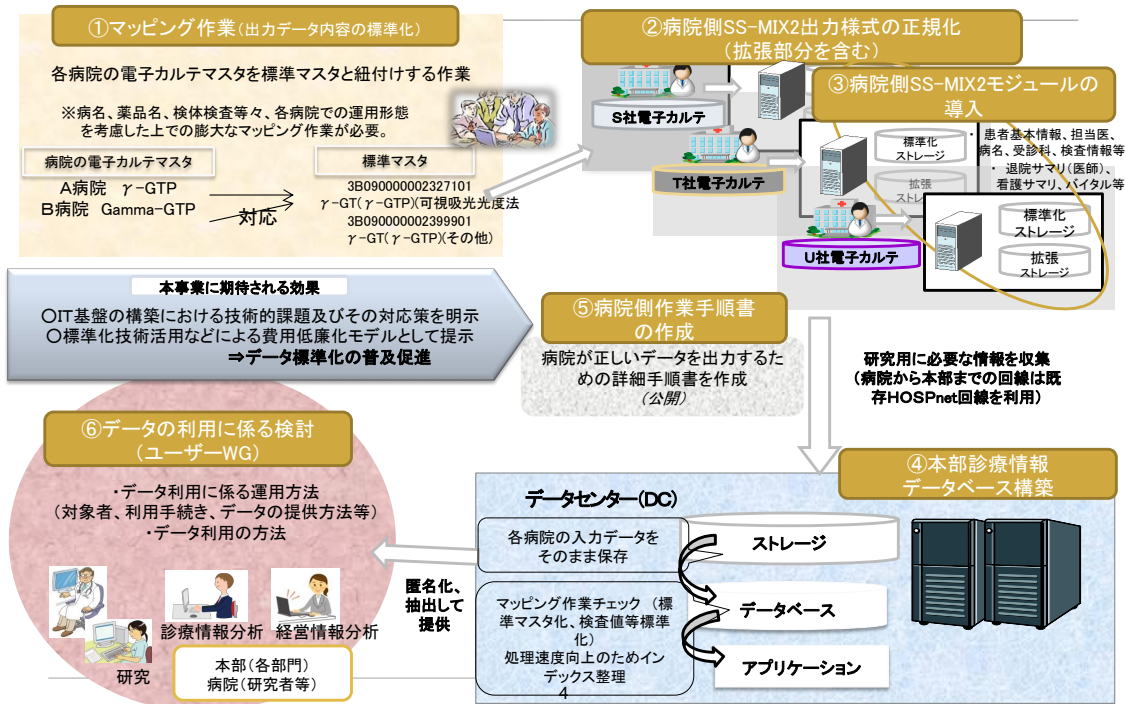 ①マッピング作業(出力データ内容の標準化)
各病院の電子カルテマスタを標準マスタと紐付けする作業
※病名、薬品名、検体検査等々、各病院での運用形態
を考慮した上での膨大なマッピング作業が必要。
病院の電子カルテマスタ
標準マスタ
A病院 γ-GTP
B病院 Gamma-GTP
対応
3B090000002327101
γ-GT(γ-GTP)(可視吸光光度法
3B090000002399901
γ-GT(γ-GTP)(その他)
②病院側SS-MIX2出力様式の正規化
(拡張部分を含む)
S社電子カルテ
③病院側SS-MIX2モジュールの
導入
T社電子カルテ
標準化
ストレージ
拡張
ストレージ
・患者基本情報、担当医、
病名、受診科、検査情報等
・退院サマリ(医師)、
看護サマリ、バイタル等
U社電子カルテ
標準化
ストレージ
拡張
ストレージ
本事業に期待される効果
○IT基盤の構築における技術的課題及びその対応策を明示
○標準化技術活用などによる費用低廉化モデルとして提示
⇒データ標準化の普及促進
⑤病院側作業手順書
の作成
病院が正しいデータを出力するた
めの詳細手順書を作成
(公開)
研究用に必要な情報を収集
(病院から本部までの回線は既
存HOSPnet回線を利用)
④本部診療情報
データベース構築
データセンター(DC)
各病院の入力データを
そのまま保存
ストレージ
マッピング作業チェック (標
準マスタ化、検査値等標準
化)
処理速度向上のためイン
デックス整理
データベース
アプリケーション
匿名化、
抽出して
提供
⑥データの利用に係る検討
(ユーザーWG)
・データ利用に係る運用方法
(対象者、利用手続き、データの提供方法等)
・データ利用の方法
診療情報分析
経営情報分析
研究
本部(各部門)
病院(研究者等)
4